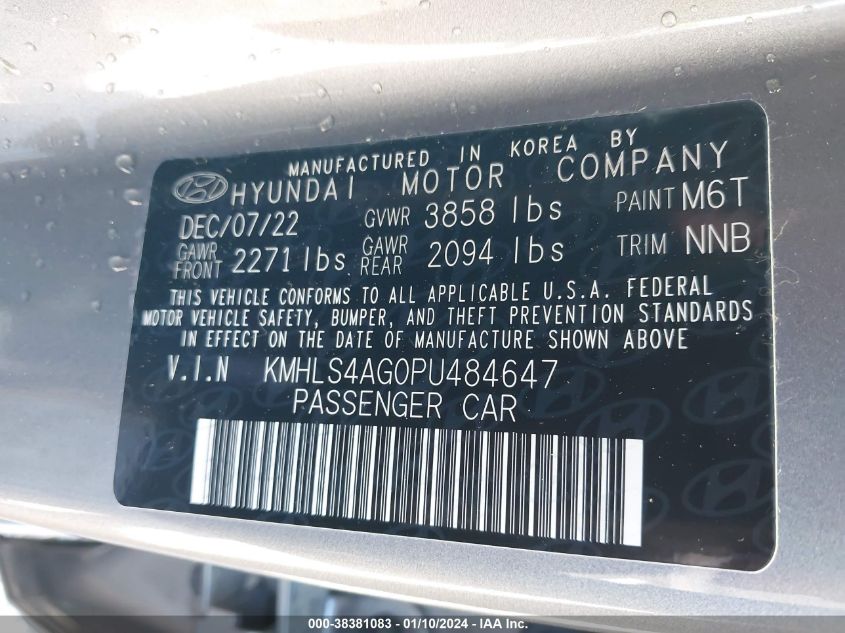 MANUFACTURED IN KOREA BY
HYUNDAI MOTOR COMPANY
DEC/07/22 GVWR 3858 lbs PAINT M6T
GAWR FRONT 2271 lbs GAWR REAR 2094 lbs TRIM NNB
THIS VEHICLE CONFORMS TO ALL APPLICABLE U.S.A. FEDERAL
MOTOR VEHICLE SAFETY, BUMPER, AND THEFT PREVENTION STANDARDS
IN EFFECT ON THE DATE OF MANUFACTURE SHOWN ABOVE
V.I.N KMHLS4AG0PU484647
PASSENGER CAR
000-38381083 - 01/10/2024 - IAA Inc.